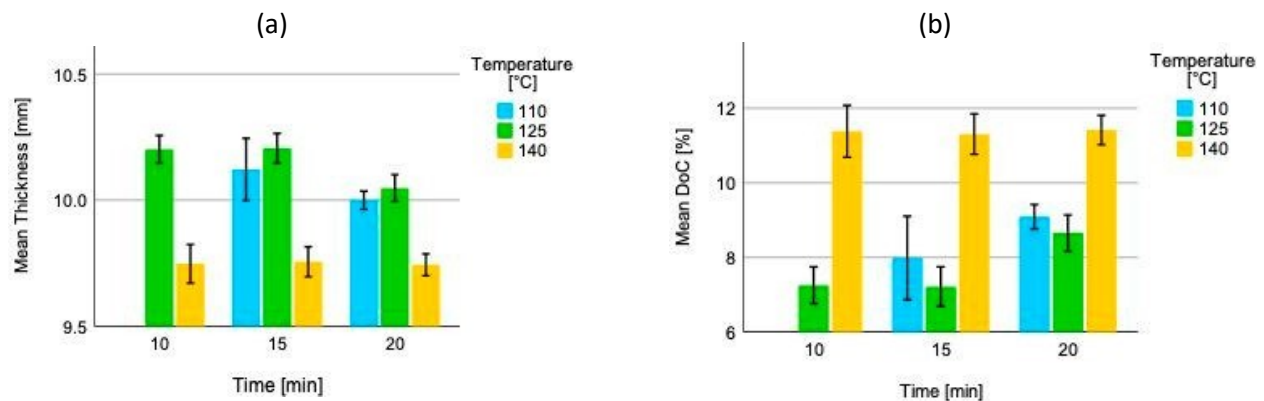 (a)
10.5
10.0
9.5
Mean Thickness [mm]
10
15
20
Time [min]
Temperature
[°C]
110
125
140
(b)
12
10
8
6
Mean DoC [%]
10
15
20
Time [min]
Temperature
[°C]
110
125
140